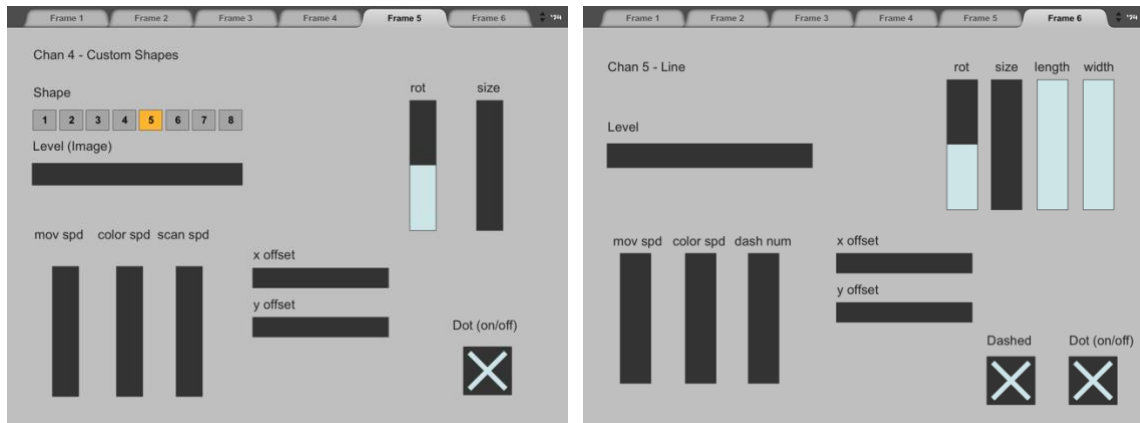 Frame 1 Frame 2 Frame 3 Frame 4 Frame 5 Frame 6
Chan 4 - Custom Shapes
Shape
1 2 3 4 5 6 7 8
Level (Image)
rot size
mov spd color spd scan spd
x offset
y offset
Dot (on/off)
Frame 1 Frame 2 Frame 3 Frame 4 Frame 5 Frame 6
Chan 5 - Line
rot size length width
Level
mov spd color spd dash num
x offset
y offset
Dashed Dot (on/off)